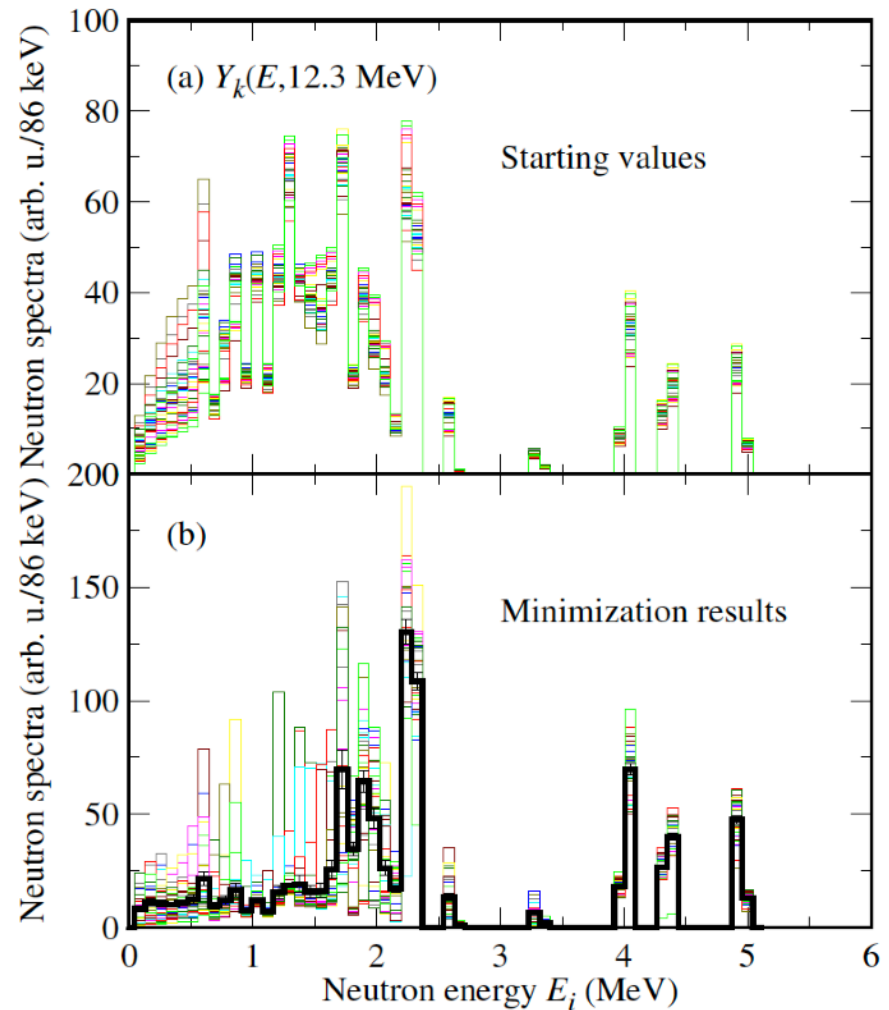 100
(a) Yₖ(E,12.3 MeV)
80
Starting values
60
40
20
Neutron spectra (arb. u./86 keV)
200
(b)
150
Minimization results
100
50
0
Neutron spectra (arb. u./86 keV)
0 1 2 3 4 5 6
Neutron energy Eᵢ (MeV)